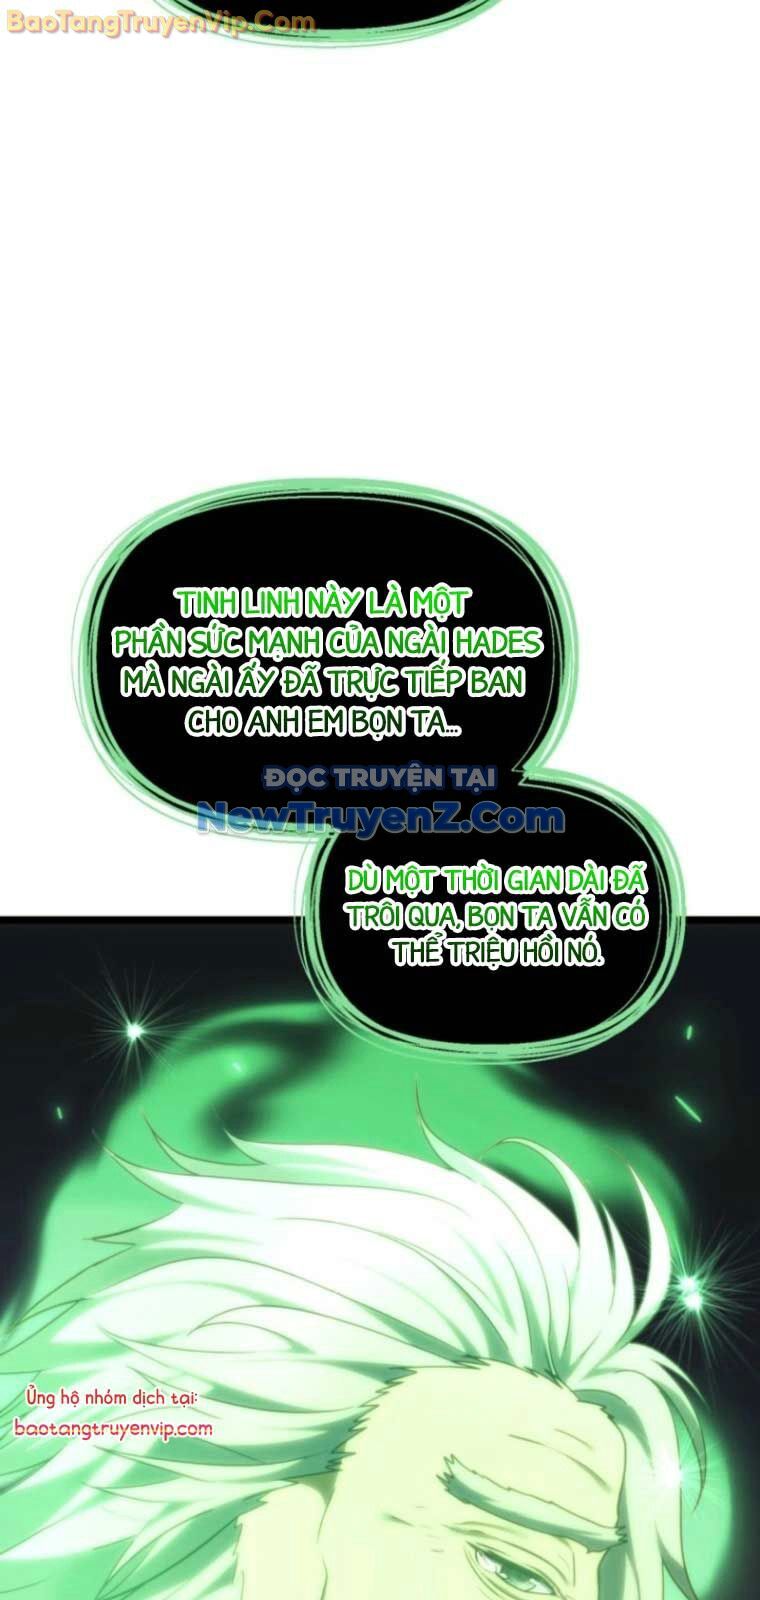 BaoTangTruyenVip.Com
TINH LINH NÀY LÀ MỘT
PHẦN SỨC MẠNH CỦA NGÀI HADES
MÀ NGÀI ẤY ĐÃ TRỰC TIẾP BAN
CHO ANH EM BỌN TA...
ĐỌC TRUYỆN TẠI
NewTruyenZ.Com
DÙ MỘT THỜI GIAN DÀI ĐÃ
TRÔI QUA, BỌN TA VẪN CÓ
THỂ TRIỆU HỒI NÓ.
Ủng hộ nhóm dịch tại:
baotangtruyenvip.com